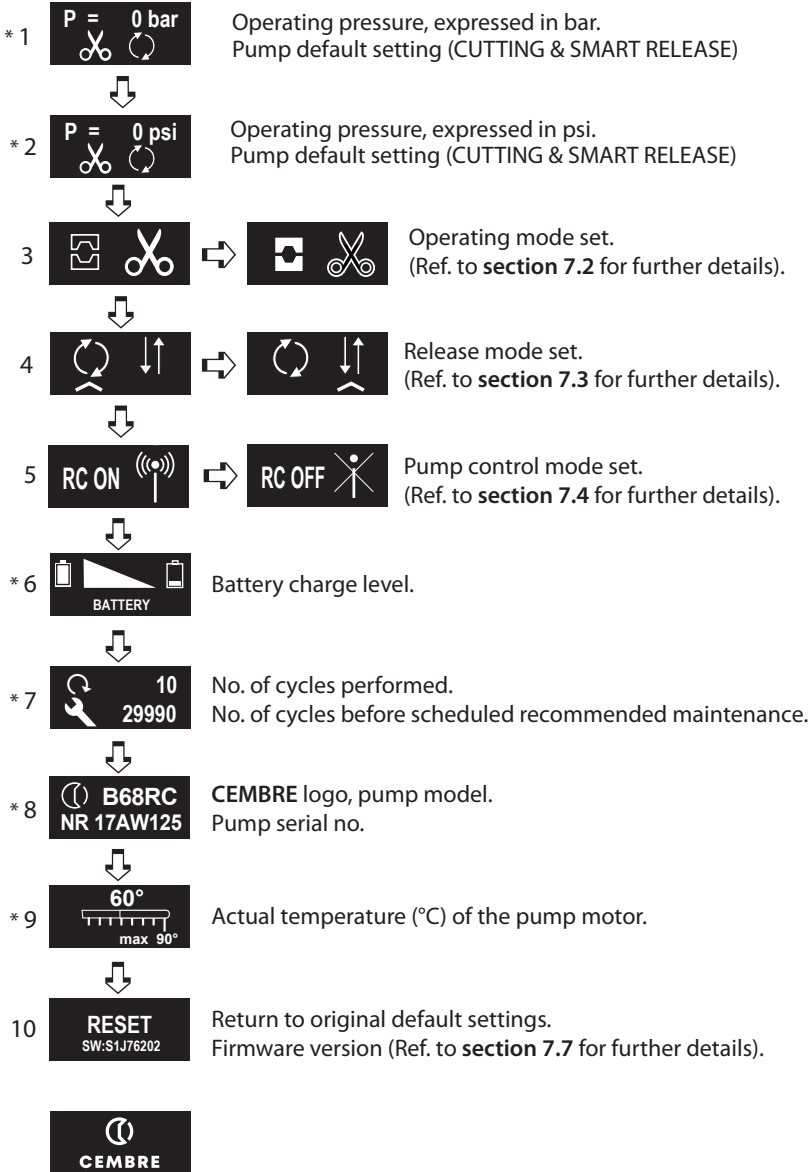 * 1
P = 0 bar
Operating pressure, expressed in bar.
Pump default setting (CUTTING & SMART RELEASE)
* 2
P = 0 psi
Operating pressure, expressed in psi.
Pump default setting (CUTTING & SMART RELEASE)
3
Operating mode set.
(Ref. to section 7.2 for further details).
4
Release mode set.
(Ref. to section 7.3 for further details).
5
RC ON
RC OFF
Pump control mode set.
(Ref. to section 7.4 for further details).
* 6
BATTERY
Battery charge level.
* 7
10
29990
No. of cycles performed.
No. of cycles before scheduled recommended maintenance.
* 8
B68RC
NR 17AW125
CEMBRE logo, pump model.
Pump serial no.
* 9
60°
max 90°
Actual temperature (°C) of the pump motor.
10
RESET
SW:S1J76202
Return to original default settings.
Firmware version (Ref. to section 7.7 for further details).
CEMBRE